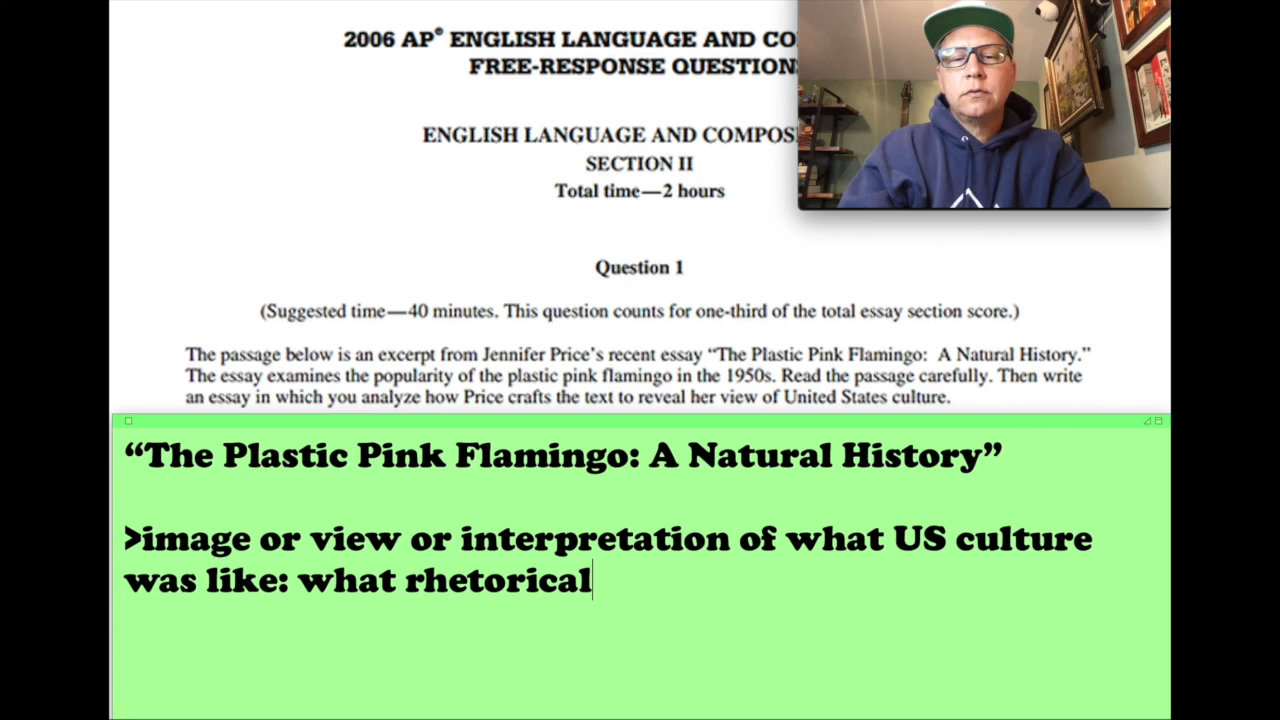 2006 AP® ENGLISH LANGUAGE AND CO
FREE-RESPONSE QUESTION
ENGLISH LANGUAGE AND COMPOS
SECTION II
Total time—2 hours
Question 1
(Suggested time—40 minutes. This question counts for one-third of the total essay section score.)
The passage below is an excerpt from Jennifer Price’s recent essay “The Plastic Pink Flamingo: A Natural History.”
The essay examines the popularity of the plastic pink flamingo in the 1950s. Read the passage carefully. Then write
an essay in which you analyze how Price crafts the text to reveal her view of United States culture.
“The Plastic Pink Flamingo: A Natural History”
>image or view or interpretation of what US culture
was like: what rhetorical